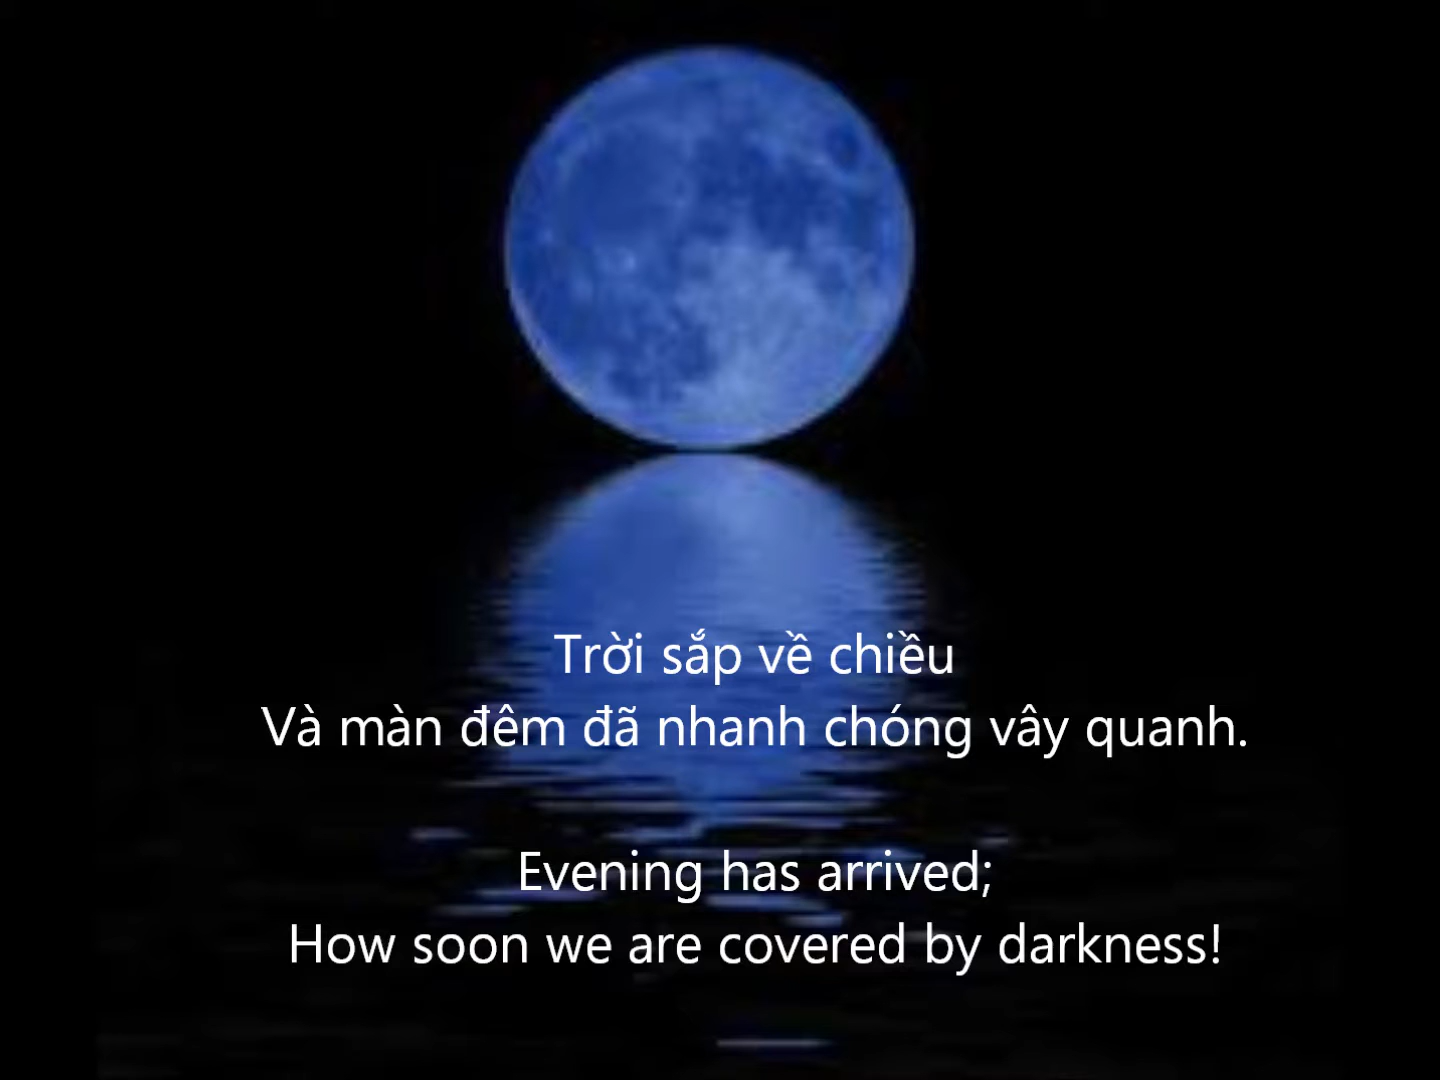 Trời sắp về chiều
Và màn đêm đã nhanh chóng vây quanh.
Evening has arrived;
How soon we are covered by darkness!